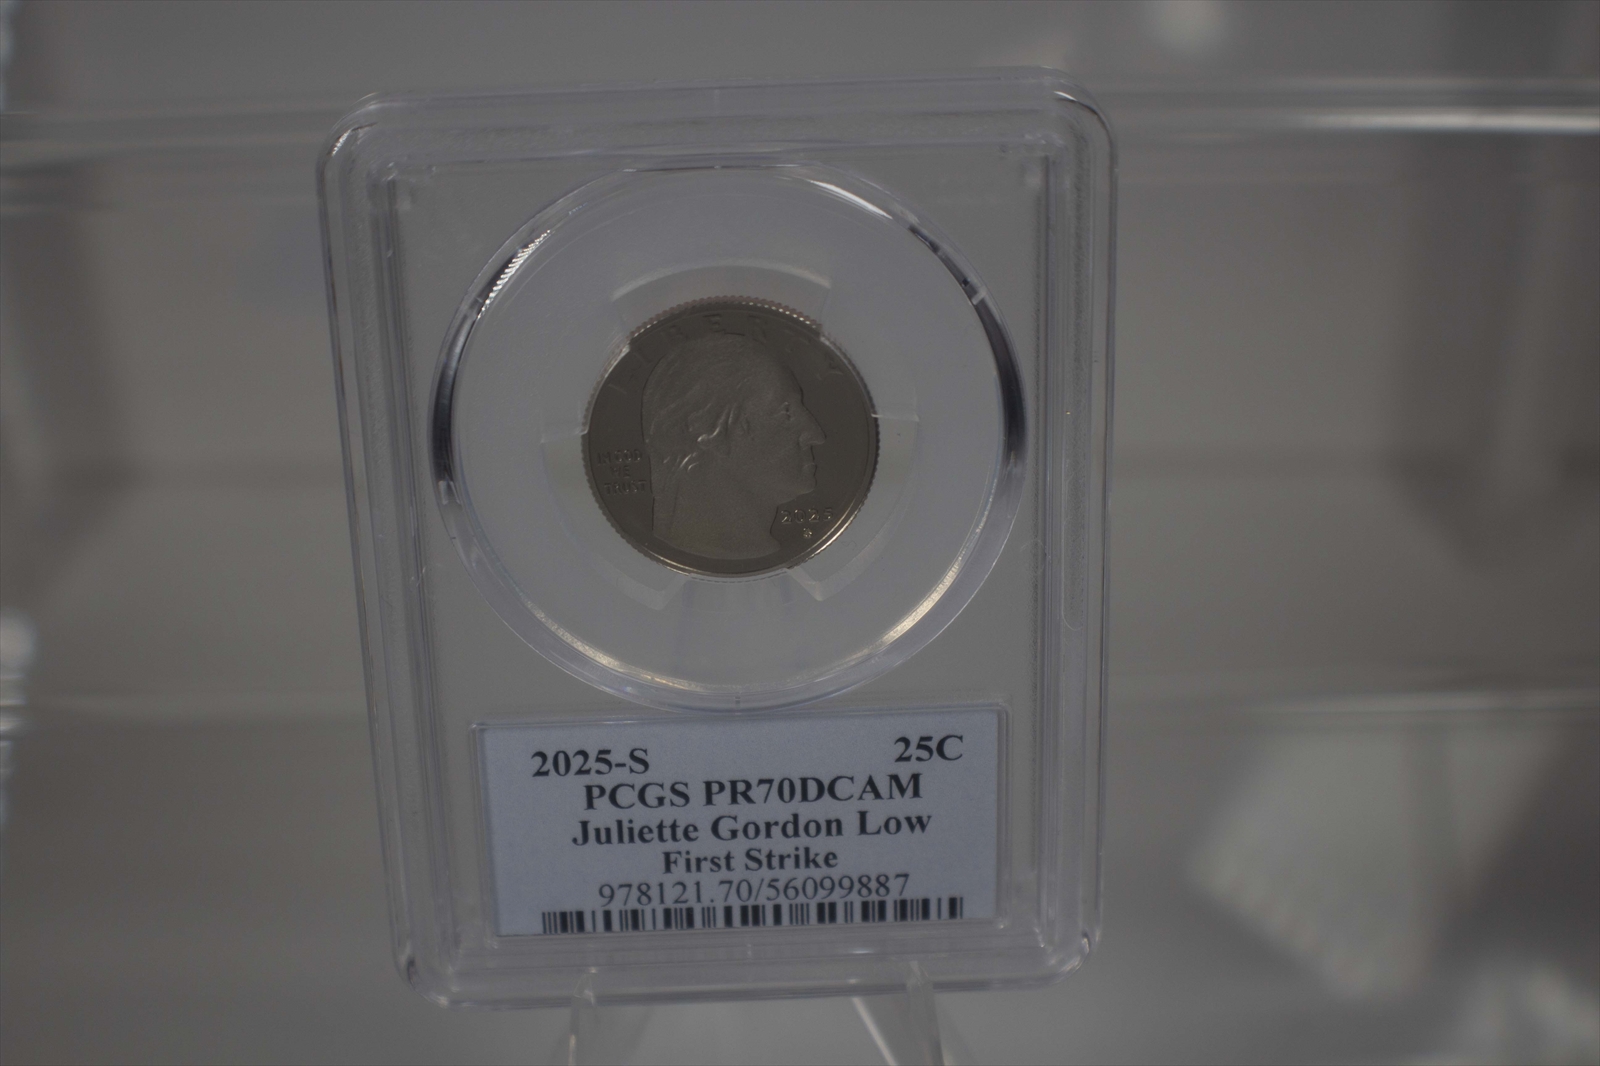 LIBERTY
IN GOD
WE
TRUST
2025
S
2025-S 25C
PCGS PR70DCAM
Juliette Gordon Low
First Strike
978121.70/56099887